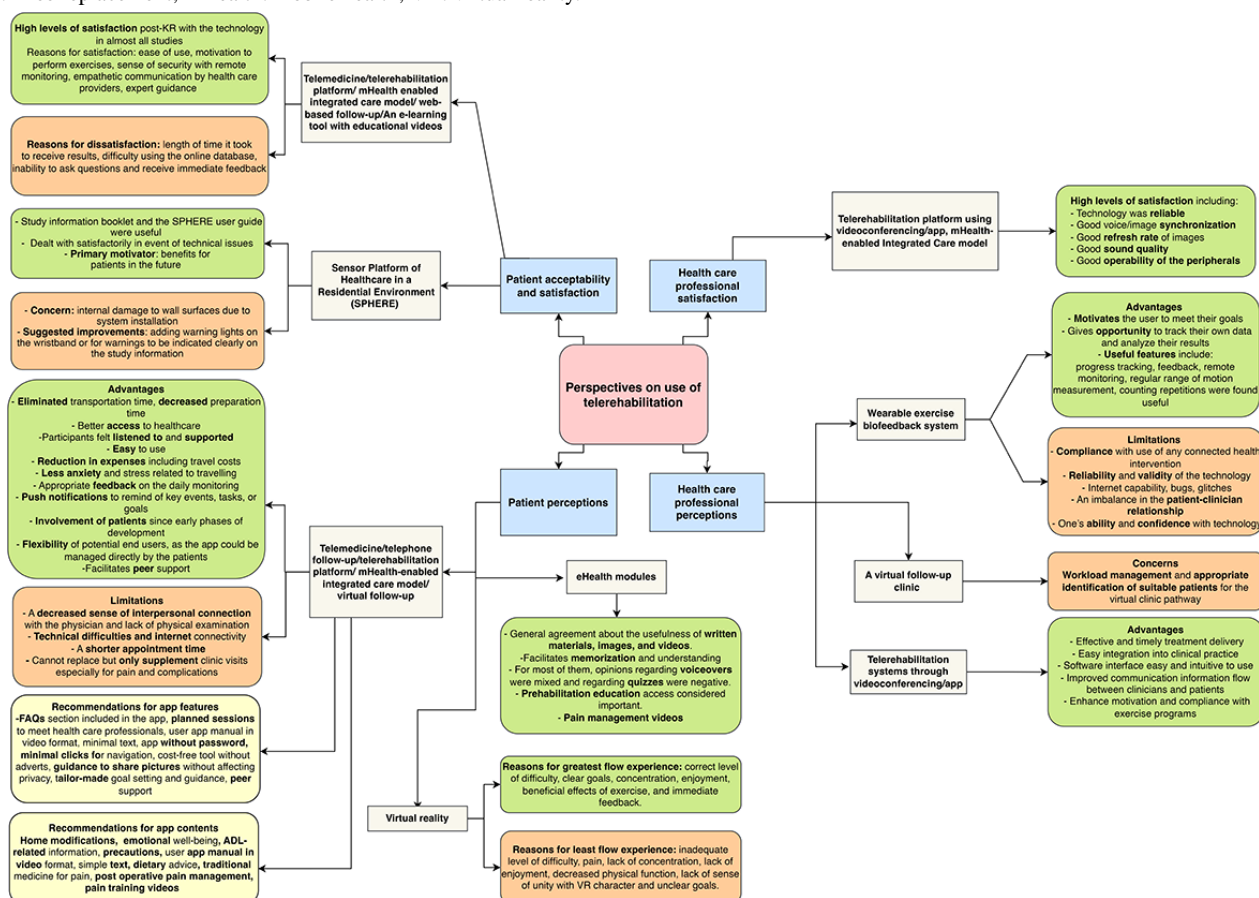 High levels of satisfaction post-KR with the technology
in almost all studies
Reasons for satisfaction: ease of use, motivation to
perform exercises, sense of security with remote
monitoring, empathetic communication by health care
providers, expert guidance
Telemedicine/telerehabilitation
platform/ mHealth enabled
integrated care model/ web-
based follow-up/An e-learning
tool with educational videos
Reasons for dissatisfaction: length of time it took
to receive results, difficulty using the online database,
inability to ask questions and receive immediate feedback
- Study information booklet and the SPHERE user guide
were useful
- Dealt with satisfactorily in event of technical issues
- Primary motivator: benefits for
patients in the future
Sensor Platform of
Healthcare in a
Residential Environment
(SPHERE)
- Concern: internal damage to wall surfaces due to
system installation
- Suggested improvements: adding warning lights on
the wristband or for warnings to be indicated clearly on
the study information
Patient acceptability
and satisfaction
Health care
professional
satisfaction
Telerehabilitation platform using
videoconferencing/app, mHealth-
enabled Integrated Care model
High levels of satisfaction including:
- Technology was reliable
- Good voice/image synchronization
- Good refresh rate of images
- Good sound quality
- Good operability of the peripherals
Perspectives on use of
telerehabilitation
Patient perceptions
Health care
professional
perceptions
Advantages
- Eliminated transportation time, decreased preparation
time
- Better access to healthcare
-Participants felt listened to and supported
- Easy to use
- Reduction in expenses including travel costs
- Less anxiety and stress related to travelling
- Appropriate feedback on the daily monitoring
- Push notifications to remind of key events, tasks, or
goals
- Involvement of patients since early phases of
development
- Flexibility of potential end users, as the app could be
managed directly by the patients
-Facilitates peer support
Telemedicine/telephone
follow-up/telerehabilitation
platform/ mHealth-enabled
integrated care model/
virtual follow-up
Limitations
- A decreased sense of interpersonal connection
with the physician and lack of physical examination
- Technical difficulties and internet connectivity
- A shorter appointment time
- Cannot replace but only supplement clinic visits
especially for pain and complications
Recommendations for app features
-FAQs section included in the app, planned sessions
to meet health care professionals, user app manual in
video format, minimal text, app without password,
minimal clicks for navigation, cost-free tool without
adverts, guidance to share pictures without affecting
privacy, tailor-made goal setting and guidance, peer
support
Recommendations for app contents
Home modifications, emotional well-being, ADL-
related information, precautions, user app manual in
video format, simple text, dietary advice, traditional
medicine for pain, post operative pain management,
pain training videos
eHealth modules
- General agreement about the usefulness of written
materials, images, and videos.
-Facilitates memorization and understanding
- For most of them, opinions regarding voiceovers
were mixed and regarding quizzes were negative.
- Prehabilitation education access considered
important.
- Pain management videos
Virtual reality
Reasons for greatest flow experience: correct level
of difficulty, clear goals, concentration, enjoyment,
beneficial effects of exercise, and immediate
feedback.
Reasons for least flow experience: inadequate
level of difficulty, pain, lack of concentration, lack of
enjoyment, decreased physical function, lack of sense
of unity with VR character and unclear goals.
Wearable exercise
biofeedback system
Advantages
- Motivates the user to meet their goals
- Gives opportunity to track their own data
and analyze their results
- Useful features include:
progress tracking, feedback, remote
monitoring, regular range of motion
measurement, counting repetitions were found
useful
Limitations
- Compliance with use of any connected health
intervention
- Reliability and validity of the technology
- Internet capability, bugs, glitches
- An imbalance in the patient-clinician
relationship
- One's ability and confidence with technology
A virtual follow-up
clinic
Concerns
Workload management and appropriate
identification of suitable patients for the
virtual clinic pathway
Telerehabilitation
systems through
videoconferencing/app
Advantages
- Effective and timely treatment delivery
- Easy integration into clinical practice
- Software interface easy and intuitive to use
- Improved communication information flow
between clinicians and patients
- Enhance motivation and compliance with
exercise programs